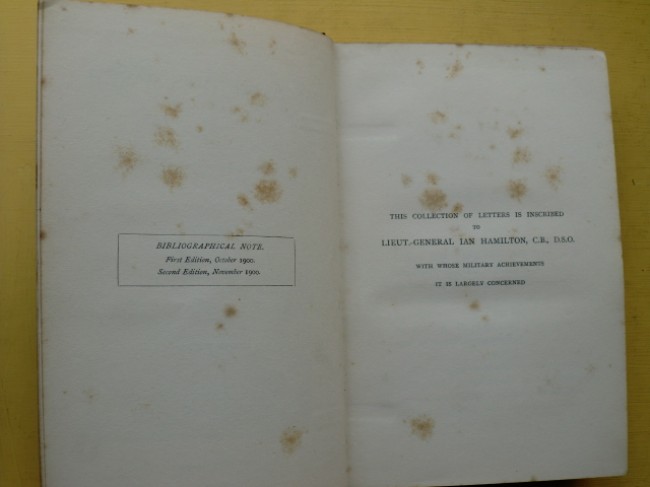 BIBLIOGRAPHICAL NOTE.
First Edition, October 1900.
Second Edition, November 1900.
THIS COLLECTION OF LETTERS IS INSCRIBED
TO
LIEUT.-GENERAL IAN HAMILTON, C.B., D.S.O.
WITH WHOSE MILITARY ACHIEVEMENTS
IT IS LARGELY CONCERNED